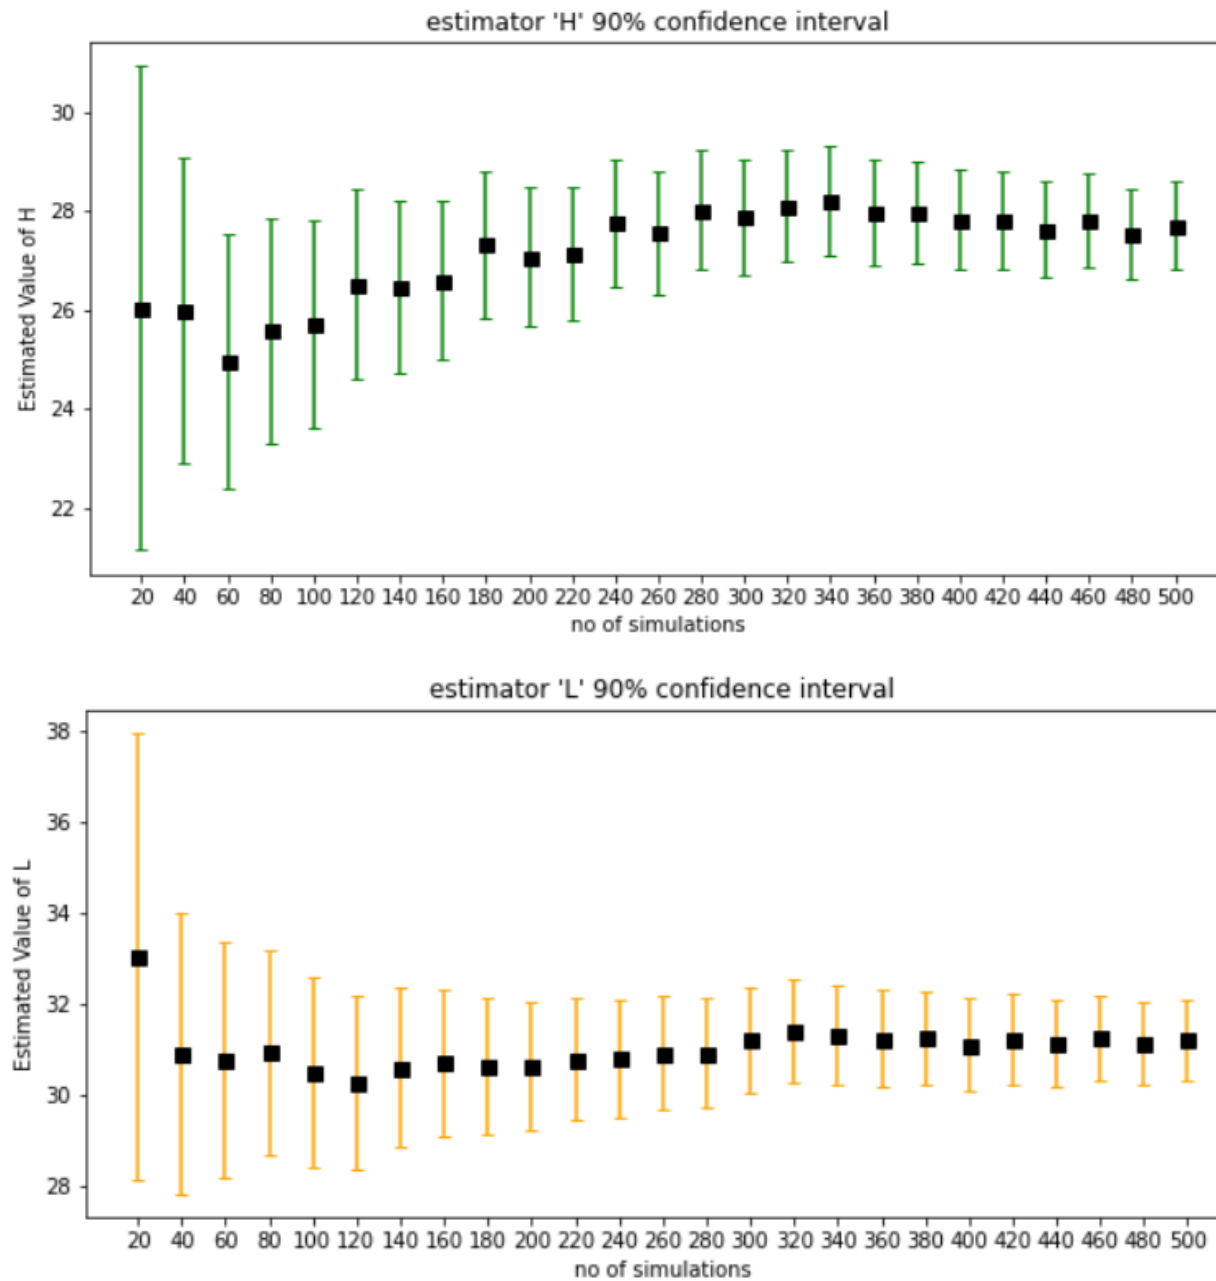 estimator 'H' 90% confidence interval
Estimated Value of H
30
28
26
24
22
20 40 60 80 100 120 140 160 180 200 220 240 260 280 300 320 340 360 380 400 420 440 460 480 500
no of simulations
estimator 'L' 90% confidence interval
Estimated Value of L
38
36
34
32
30
28
20 40 60 80 100 120 140 160 180 200 220 240 260 280 300 320 340 360 380 400 420 440 460 480 500
no of simulations